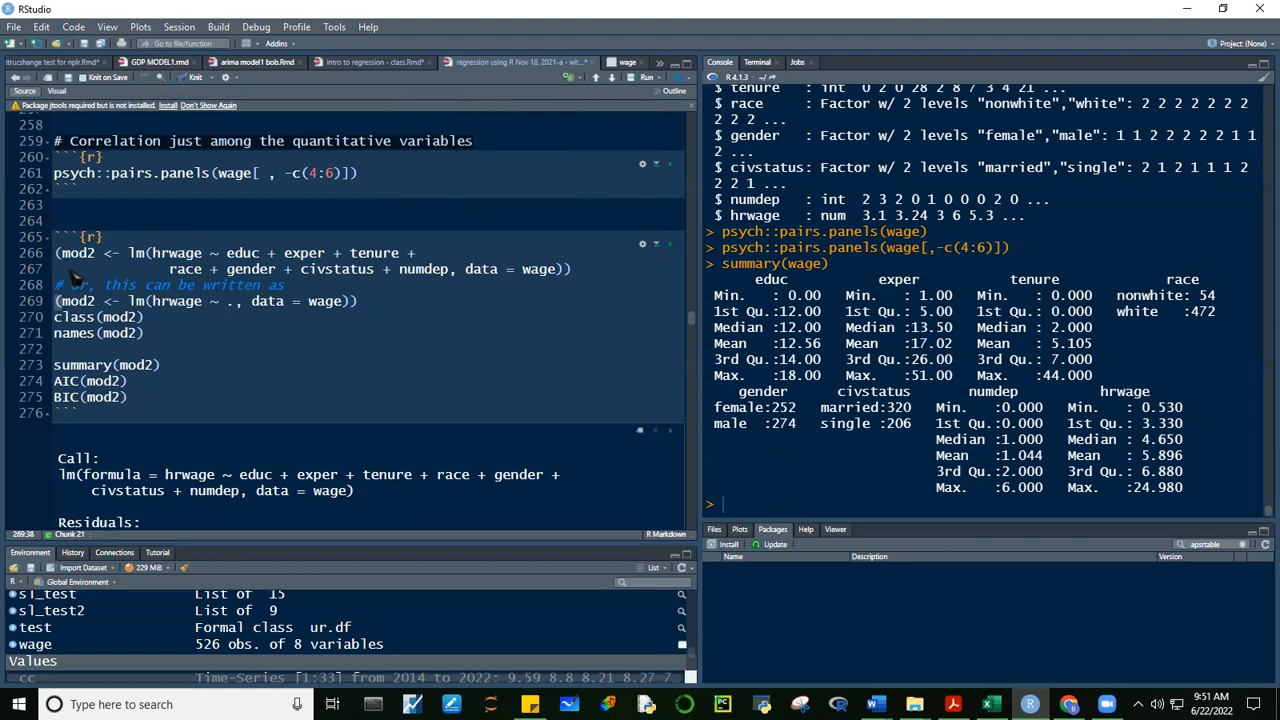 RStudio
File Edit Code View Plots Session Build Debug Profile Tools Help
Go to file/function Addins Project: (None)
strucshange test for nplr.Rmd* GDP MODEL1.rmd arima model1 bob.Rmd intro to regression - class.Rmd* regression using R Nov 18, 2021-a - wit...* wage
Knit on Save Knit Run
Source Visual Outline
Package jtools required but is not installed. Install Don't Show Again
258
259 # Correlation just among the quantitative variables
260 ```{r}
261 psych::pairs.panels(wage[ , -c(4:6)])
262 ```
263
264
265 ```{r}
266 (mod2 <- lm(hrwage ~ educ + exper + tenure +
267 race + gender + civstatus + numdep, data = wage))
268 # Or, this can be written as
269 (mod2 <- lm(hrwage ~ ., data = wage))
270 class(mod2)
271 names(mod2)
272
273 summary(mod2)
274 AIC(mod2)
275 BIC(mod2)
276 ```
Call:
lm(formula = hrwage ~ educ + exper + tenure + race + gender +
civstatus + numdep, data = wage)
Residuals:
269:38 Chunk 21 R Markdown
Environment History Connections Tutorial
Import Dataset 229 MiB List
R Global Environment
sl_test List of 15
sl_test2 List of 9
test Formal class ur.df
wage 526 obs. of 8 variables
Values
cc Time-Series [1:33] from 2014 to 2022: 9.59 8.8 8.21 8.27 7
Console Terminal Jobs
R 4.1.3 · ~/
$ tenure : int 0 2 0 28 2 8 7 3 4 21 ...
$ race : Factor w/ 2 levels "nonwhite","white": 2 2 2 2 2 2 2
2 2 2 ...
$ gender : Factor w/ 2 levels "female","male": 1 1 2 2 2 2 2 1 1
2 ...
$ civstatus: Factor w/ 2 levels "married","single": 2 1 2 1 1 1 2
2 2 1 ...
$ numdep : int 2 3 2 0 1 0 0 0 2 0 ...
$ hrwage : num 3.1 3.24 3 6 5.3 ...
> psych::pairs.panels(wage)
> psych::pairs.panels(wage[,-c(4:6)])
> summary(wage)
educ exper tenure race
Min. : 0.00 Min. : 1.00 Min. : 0.000 nonwhite: 54
1st Qu.:12.00 1st Qu.: 5.00 1st Qu.: 0.000 white :472
Median :12.00 Median :13.50 Median : 2.000
Mean :12.56 Mean :17.02 Mean : 5.105
3rd Qu.:14.00 3rd Qu.:26.00 3rd Qu.: 7.000
Max. :18.00 Max. :51.00 Max. :44.000
gender civstatus numdep hrwage
female:252 married:320 Min. :0.000 Min. : 0.530
male :274 single :206 1st Qu.:0.000 1st Qu.: 3.330
Median :1.000 Median : 4.650
Mean :1.044 Mean : 5.896
3rd Qu.:2.000 3rd Qu.: 6.880
Max. :6.000 Max. :24.980
>
Files Plots Packages Help Viewer
Install Update apsrtable
Name Description Version
Type here to search
9:51 AM
6/22/2022